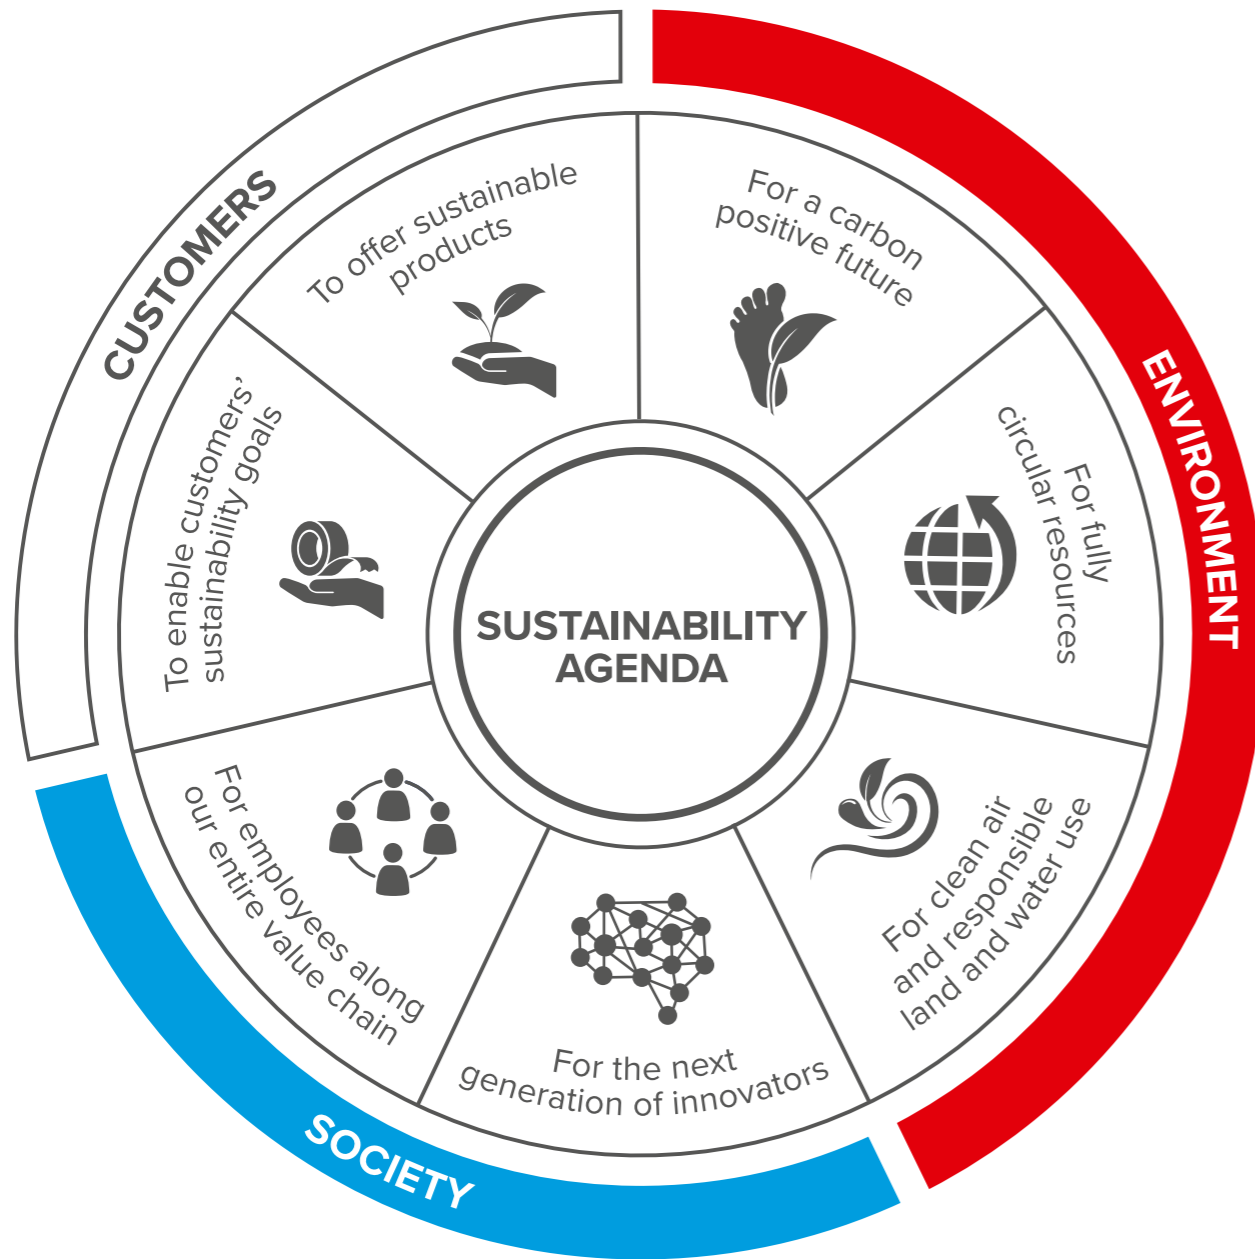 SUSTAINABILITY
AGENDA
CUSTOMERS
To offer sustainable
products
To enable customers’
sustainability goals
ENVIRONMENT
For a carbon
positive future
For fully
circular resources
For clean air
and responsible
land and water use
SOCIETY
For the next
generation of innovators
For employees along
our entire value chain